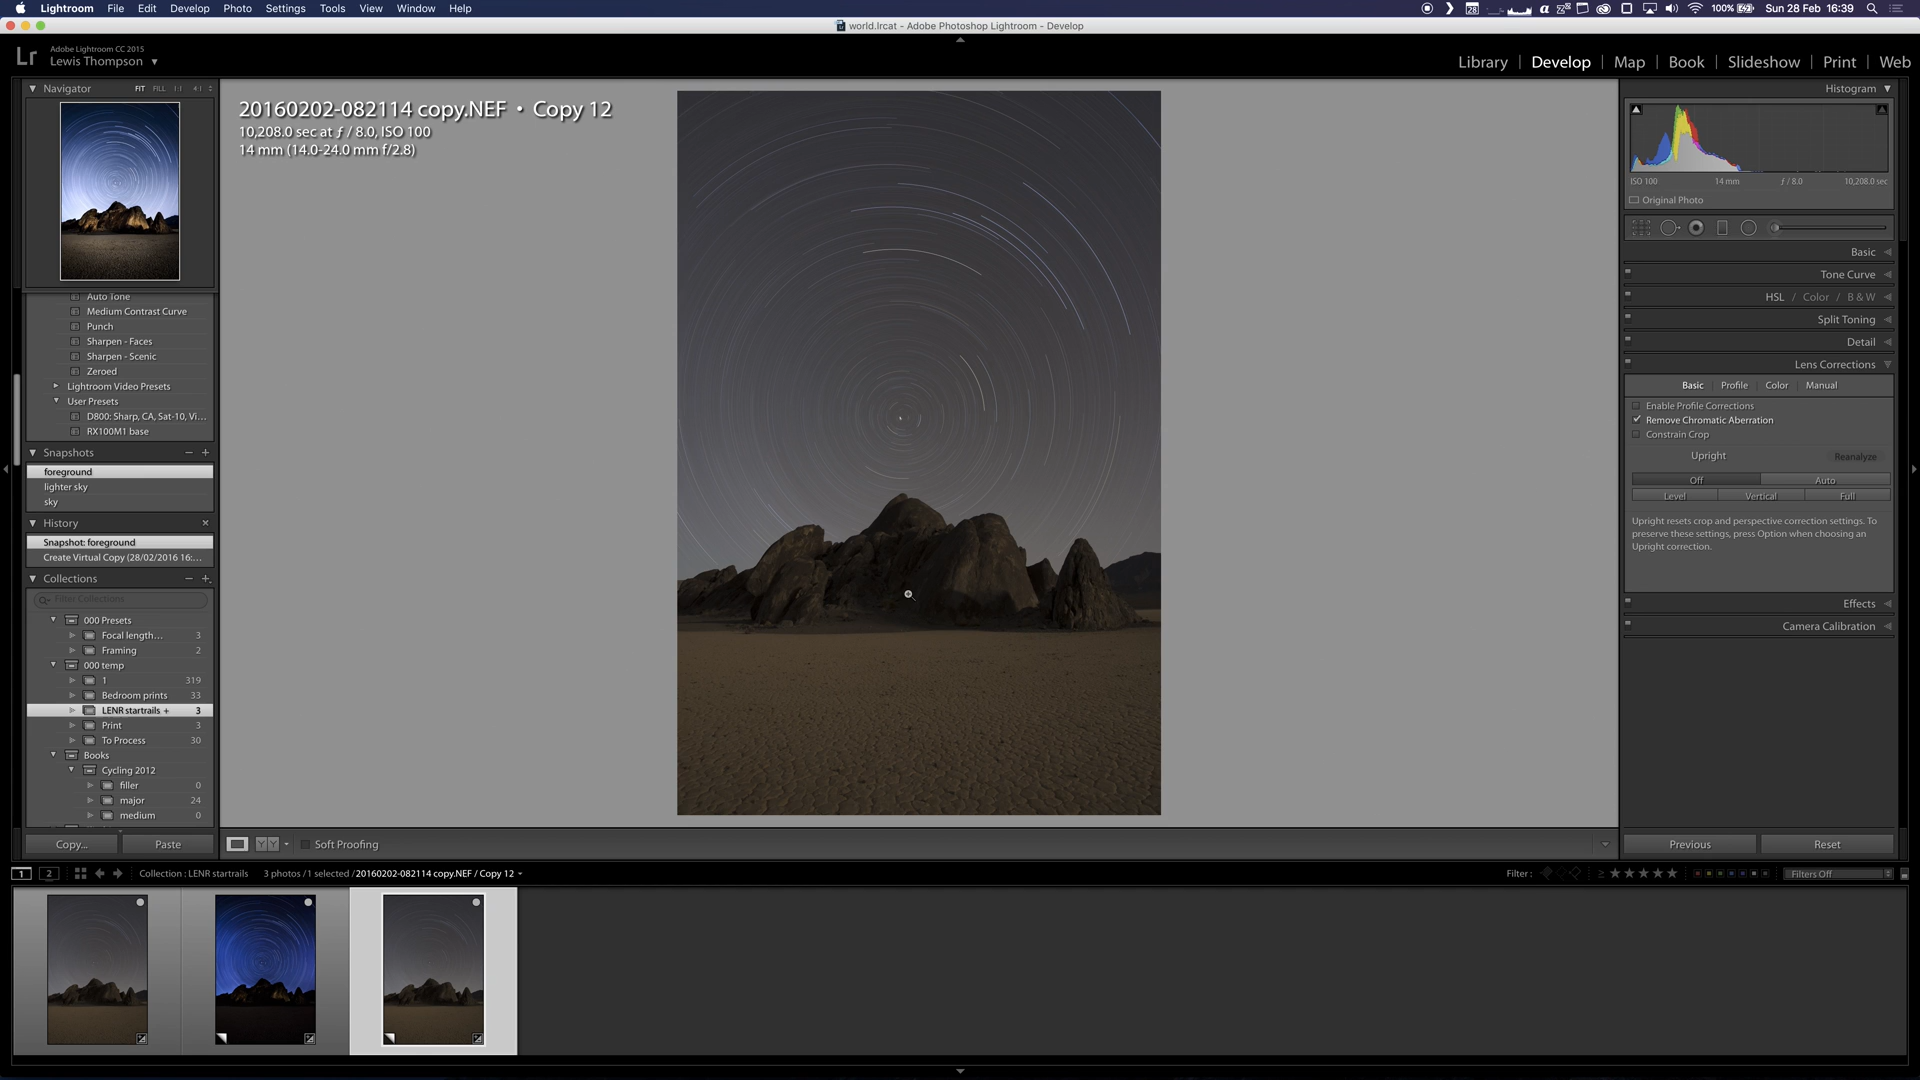 Lightroom File Edit Develop Photo Settings Tools View Window Help
28 100% Sun 28 Feb 16:39
world.lrcat - Adobe Photoshop Lightroom - Develop
Lr
Adobe Lightroom CC 2015
Lewis Thompson
Library | Develop | Map | Book | Slideshow | Print | Web
Navigator FIT FILL 1:1 4:1
Auto Tone
Medium Contrast Curve
Punch
Sharpen - Faces
Sharpen - Scenic
Zeroed
Lightroom Video Presets
User Presets
D800: Sharp, CA, Sat-10, Vi...
RX100M1 base
Snapshots
foreground
lighter sky
sky
History
Snapshot: foreground
Create Virtual Copy (28/02/2016 16:...
Collections
Filter Collections
000 Presets
Focal length... 3
Framing 2
000 temp
1 319
Bedroom prints 33
LENR startrails + 3
Print 3
To Process 30
Books
Cycling 2012
filler 0
major 24
medium 0
Copy... Paste
20160202-082114 copy.NEF • Copy 12
10,208.0 sec at ƒ / 8.0, ISO 100
14 mm (14.0-24.0 mm f/2.8)
Soft Proofing
Histogram
ISO 100 14 mm ƒ / 8.0 10,208.0 sec
Original Photo
Basic
Tone Curve
HSL / Color / B & W
Split Toning
Detail
Lens Corrections
Basic Profile Color Manual
Enable Profile Corrections
Remove Chromatic Aberration
Constrain Crop
Upright Reanalyze
Off Auto
Level Vertical Full
Upright resets crop and perspective correction settings. To
preserve these settings, press Option when choosing an
Upright correction.
Effects
Camera Calibration
Previous Reset
1 2 Collection : LENR startrails 3 photos /1 selected /20160202-082114 copy.NEF / Copy 12
Filter : ≥ ★★★★★ Filters Off